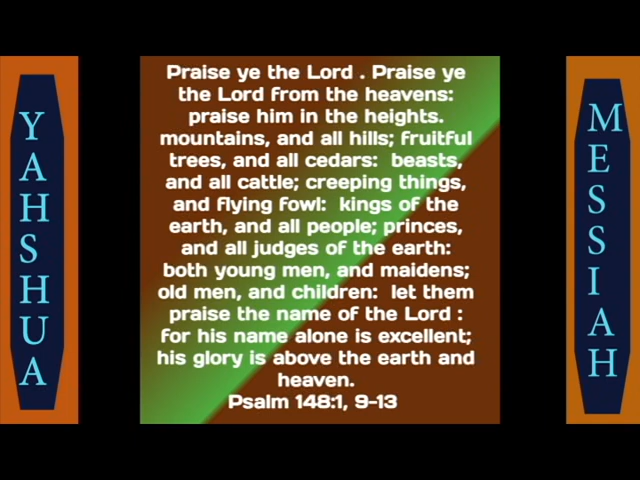 YAHSHUA
Praise ye the Lord . Praise ye
the Lord from the heavens:
praise him in the heights.
mountains, and all hills; fruitful
trees, and all cedars:  beasts,
and all cattle; creeping things,
and flying fowl:  kings of the
earth, and all people; princes,
and all judges of the earth:
both young men, and maidens;
old men, and children:  let them
praise the name of the Lord :
for his name alone is excellent;
his glory is above the earth and
heaven.
Psalm 148:1, 9-13
MESSIAH